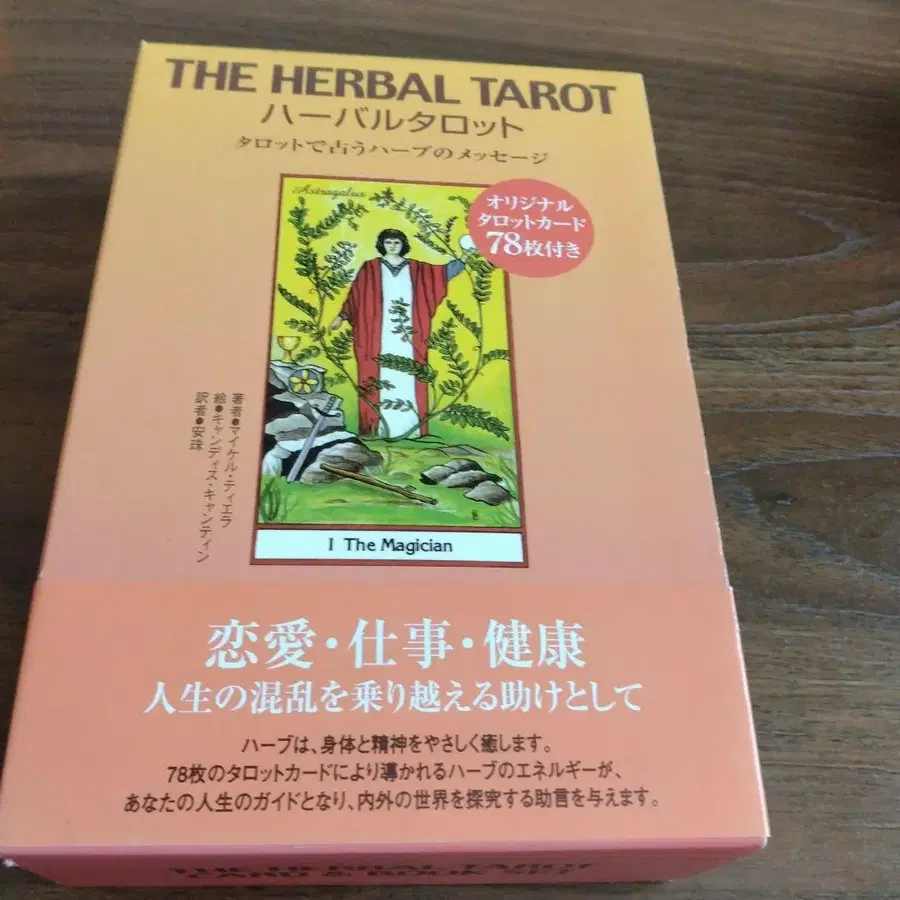 THE HERBAL TAROT
ハーバルタロット
タロットで占うハーブのメッセージ
オリジナル
タロットカード
78枚付き
Astragalus
I The Magician
著者●マイケル・ティエラ
絵●キャンディス・キャンティン
訳者●安珠
恋愛・仕事・健康
人生の混乱を乗り越える助けとして
ハーブは、身体と精神をやさしく癒します。
78枚のタロットカードにより導かれるハーブのエネルギーが、
あなたの人生のガイドとなり、内外の世界を探究する助言を与えます。
THE HERBAL TAROT
CARD & BOOK SET